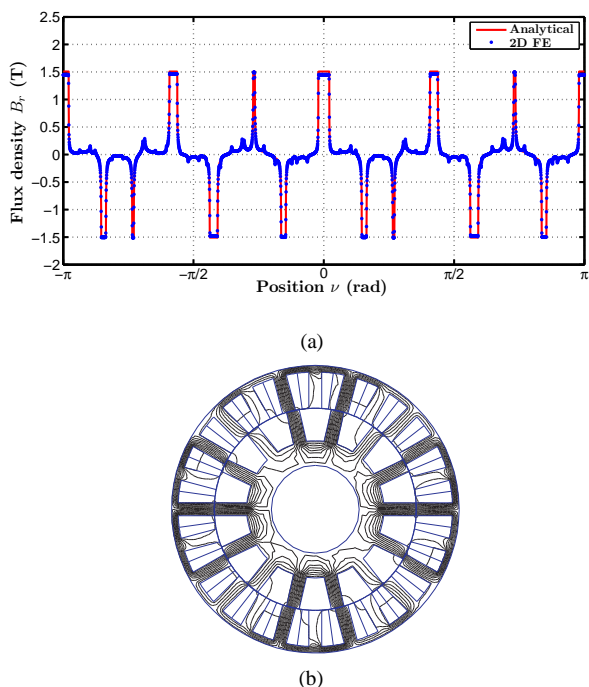 2.5
2
1.5
1
0.5
0
−0.5
−1
−1.5
−2
Flux density Bᵣ (T)
Analytical
2D FE
−π
−π/2
0
π/2
π
Position ν (rad)
(a)
(b)